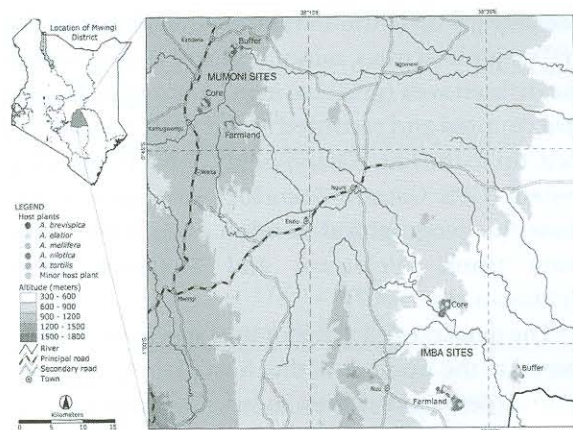 Location of Mwingi
District
LEGEND
Host plants
A. brevispica
A. elatior
A. mellifera
A. nilotica
A. tortilis
Minor host plant
Altitude (meters)
300 - 600
600 - 900
900 - 1200
1200 - 1500
1500 - 1800
River
Principal road
Secondary road
Town
Kilometers
0 5 10 15
Buffer
MUMONI SITES
Ngomeni
Core
Farmland
Nguni
Mwingi
Core
IMBA SITES
Buffer
Nuu
Farmland